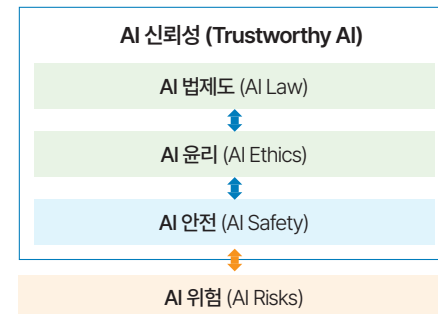 AI 신뢰성 (Trustworthy AI)
AI 법제도 (AI Law)
AI 윤리 (AI Ethics)
AI 안전 (AI Safety)
AI 위험 (AI Risks)